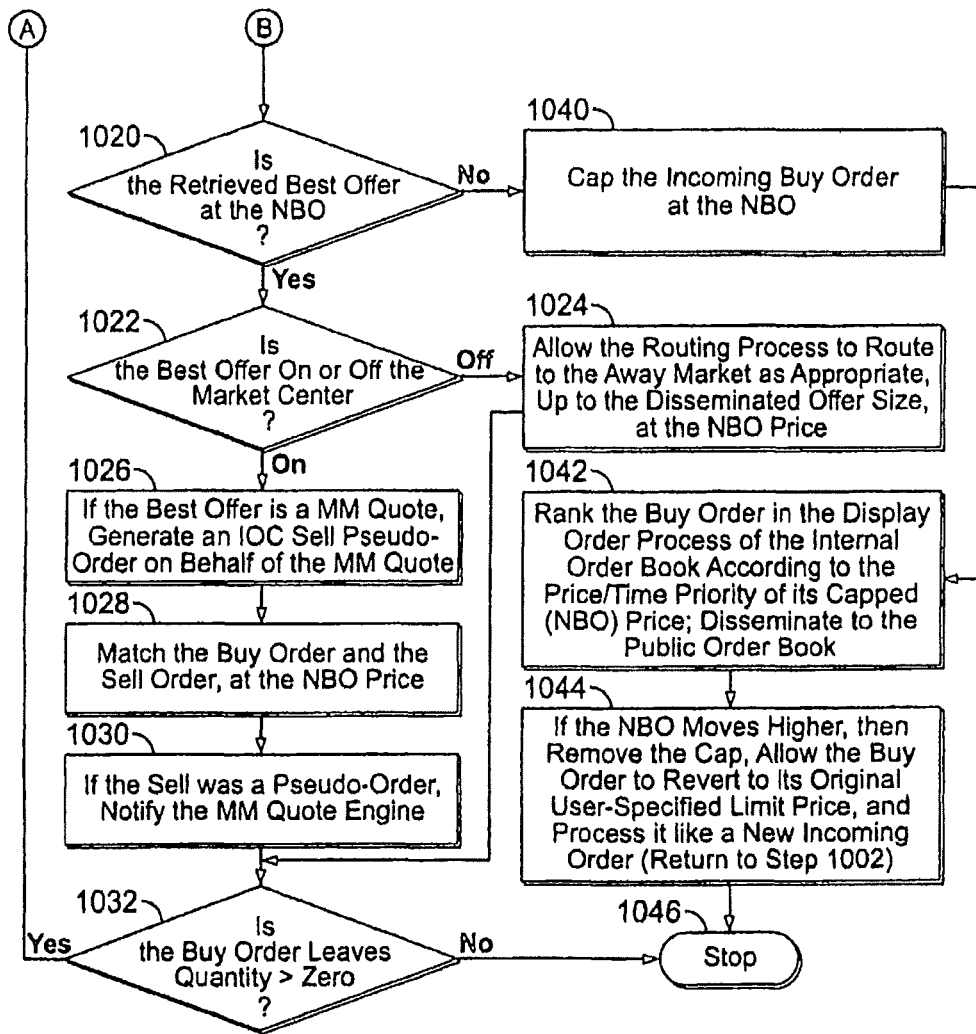 A
B
1020
Is
the Retrieved Best Offer
at the NBO
?
No
Yes
1040
Cap the Incoming Buy Order
at the NBO
1022
Is
the Best Offer On or Off the
Market Center
?
Off
On
1024
Allow the Routing Process to Route
to the Away Market as Appropriate,
Up to the Disseminated Offer Size,
at the NBO Price
1026
If the Best Offer is a MM Quote,
Generate an IOC Sell Pseudo-
Order on Behalf of the MM Quote
1042
Rank the Buy Order in the Display
Order Process of the Internal
Order Book According to the
Price/Time Priority of its Capped
(NBO) Price; Disseminate to the
Public Order Book
1028
Match the Buy Order and the
Sell Order, at the NBO Price
1030
If the Sell was a Pseudo-Order,
Notify the MM Quote Engine
1044
If the NBO Moves Higher, then
Remove the Cap, Allow the Buy
Order to Revert to Its Original
User-Specified Limit Price, and
Process it like a New Incoming
Order (Return to Step 1002)
1032
Is
the Buy Order Leaves
Quantity > Zero
?
Yes
No
1046
Stop